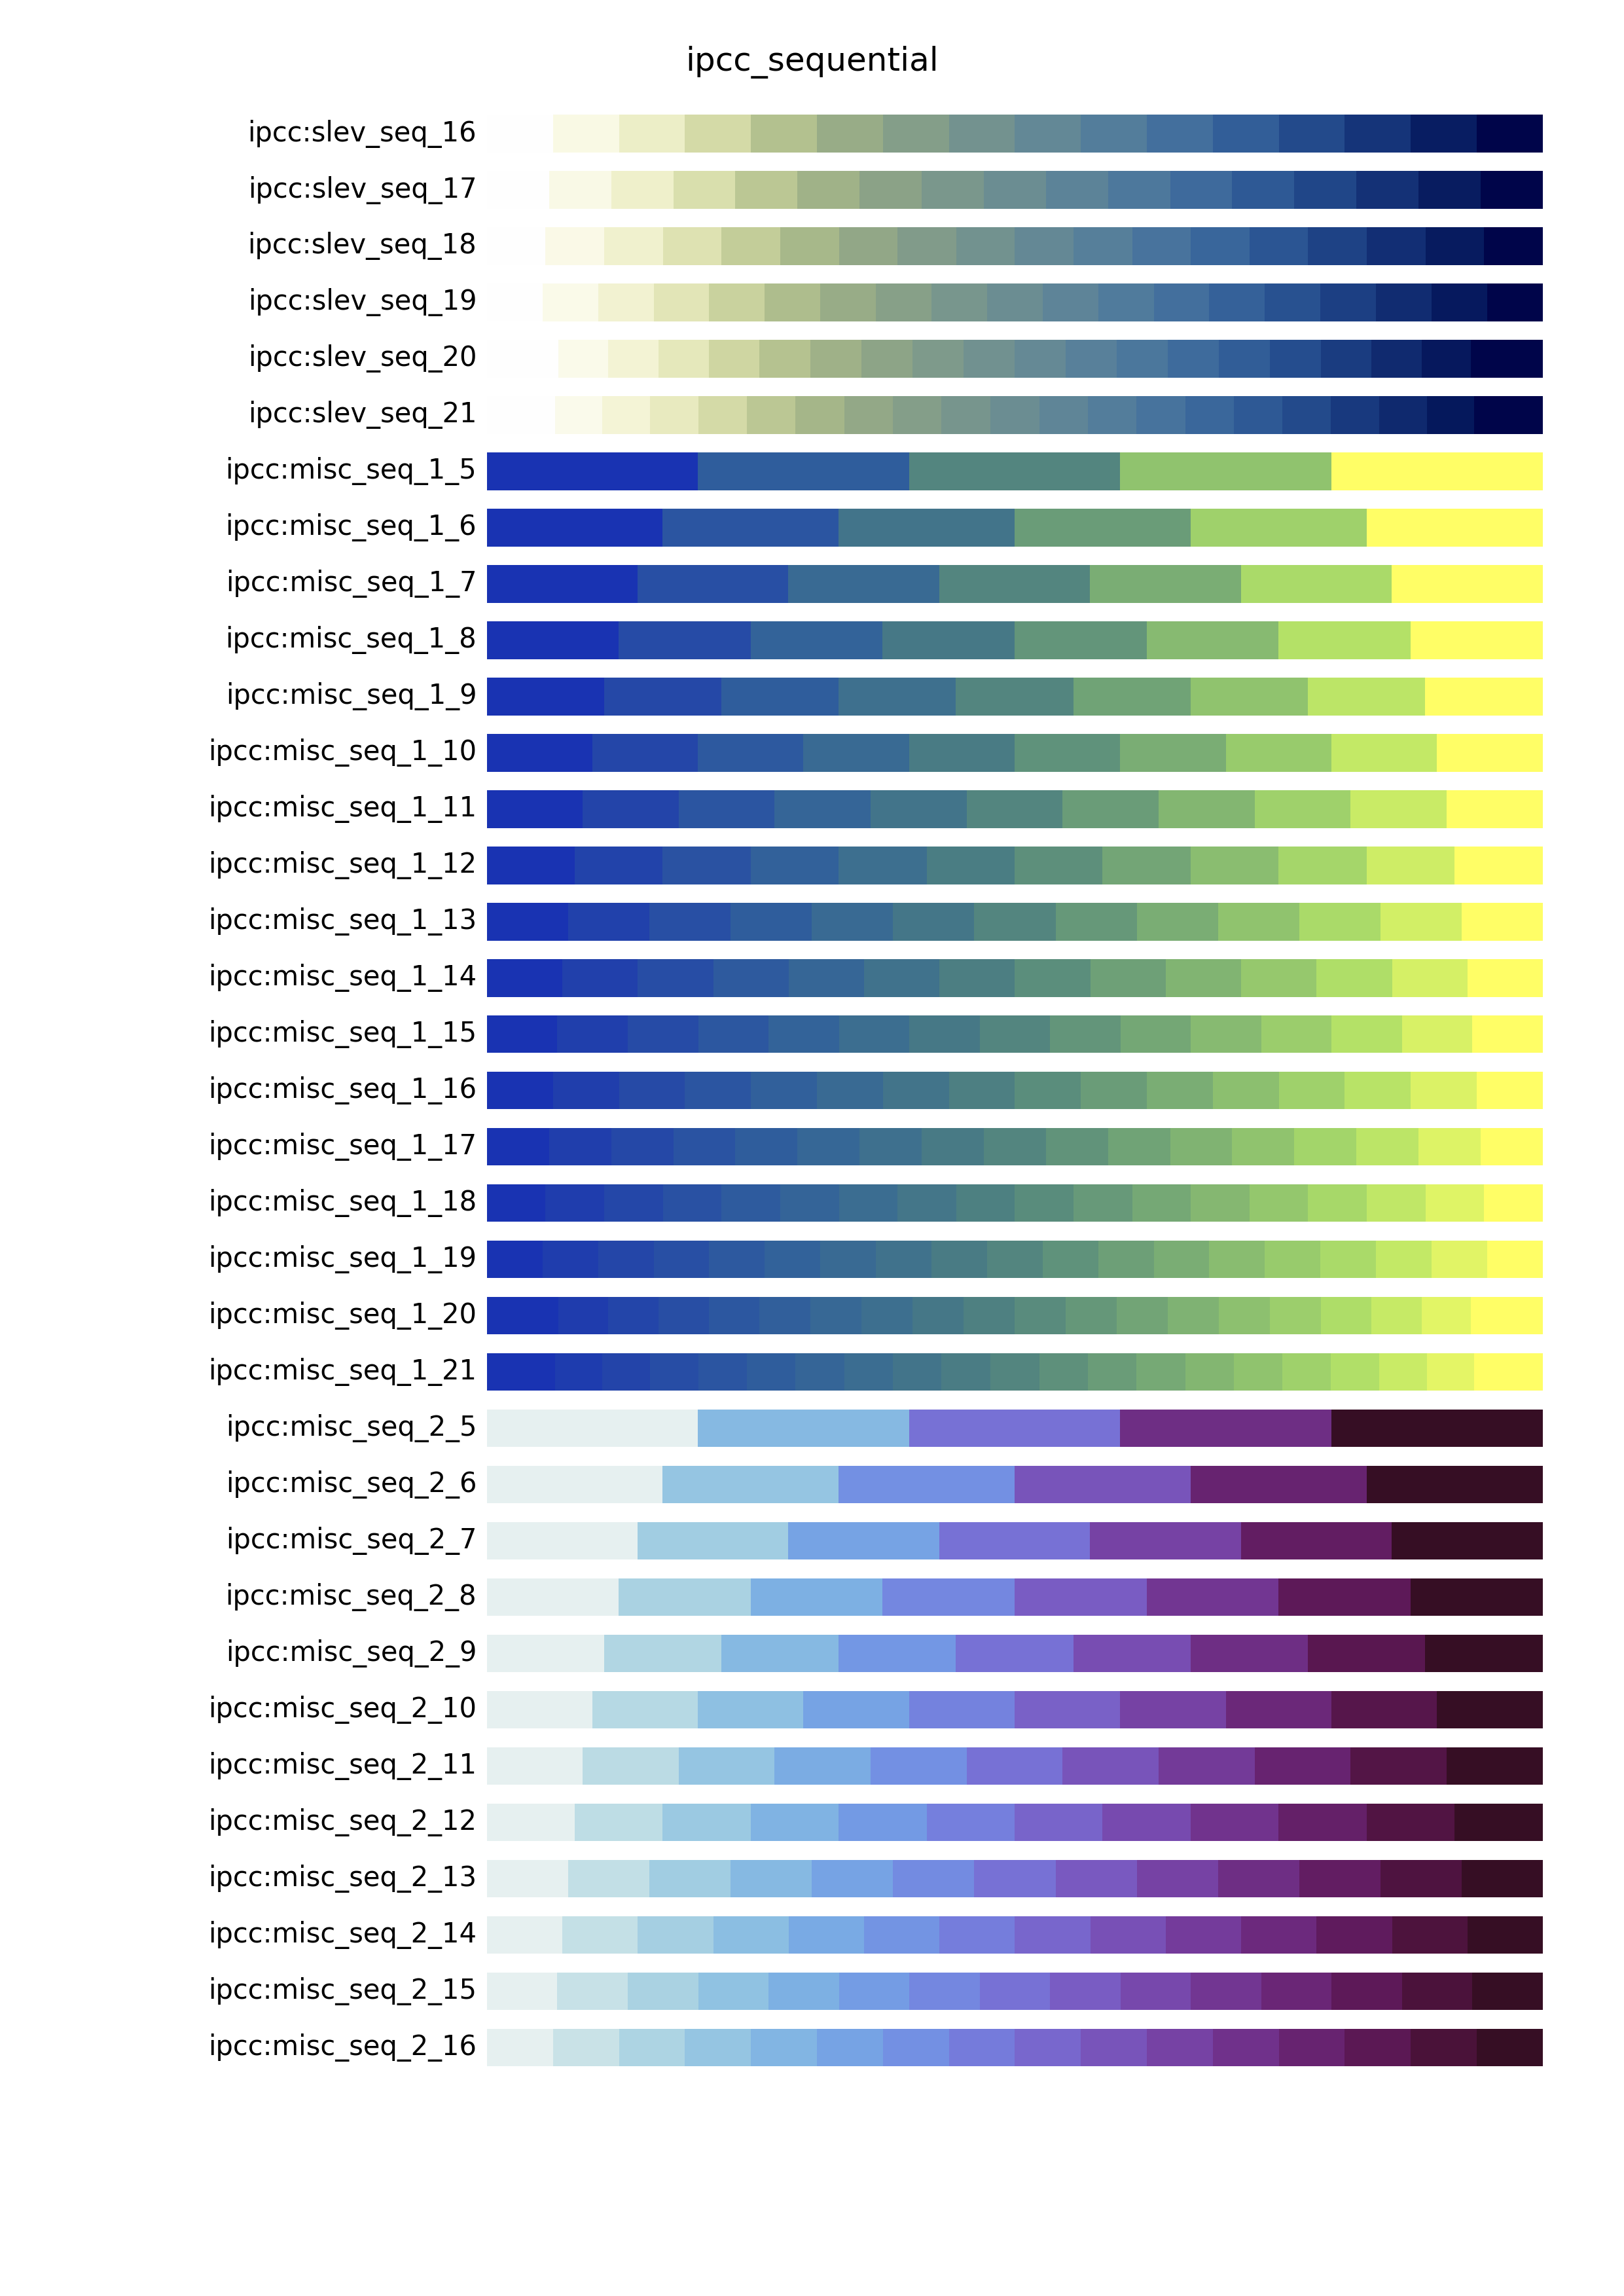 ipcc_sequential
ipcc:slev_seq_16
ipcc:slev_seq_17
ipcc:slev_seq_18
ipcc:slev_seq_19
ipcc:slev_seq_20
ipcc:slev_seq_21
ipcc:misc_seq_1_5
ipcc:misc_seq_1_6
ipcc:misc_seq_1_7
ipcc:misc_seq_1_8
ipcc:misc_seq_1_9
ipcc:misc_seq_1_10
ipcc:misc_seq_1_11
ipcc:misc_seq_1_12
ipcc:misc_seq_1_13
ipcc:misc_seq_1_14
ipcc:misc_seq_1_15
ipcc:misc_seq_1_16
ipcc:misc_seq_1_17
ipcc:misc_seq_1_18
ipcc:misc_seq_1_19
ipcc:misc_seq_1_20
ipcc:misc_seq_1_21
ipcc:misc_seq_2_5
ipcc:misc_seq_2_6
ipcc:misc_seq_2_7
ipcc:misc_seq_2_8
ipcc:misc_seq_2_9
ipcc:misc_seq_2_10
ipcc:misc_seq_2_11
ipcc:misc_seq_2_12
ipcc:misc_seq_2_13
ipcc:misc_seq_2_14
ipcc:misc_seq_2_15
ipcc:misc_seq_2_16